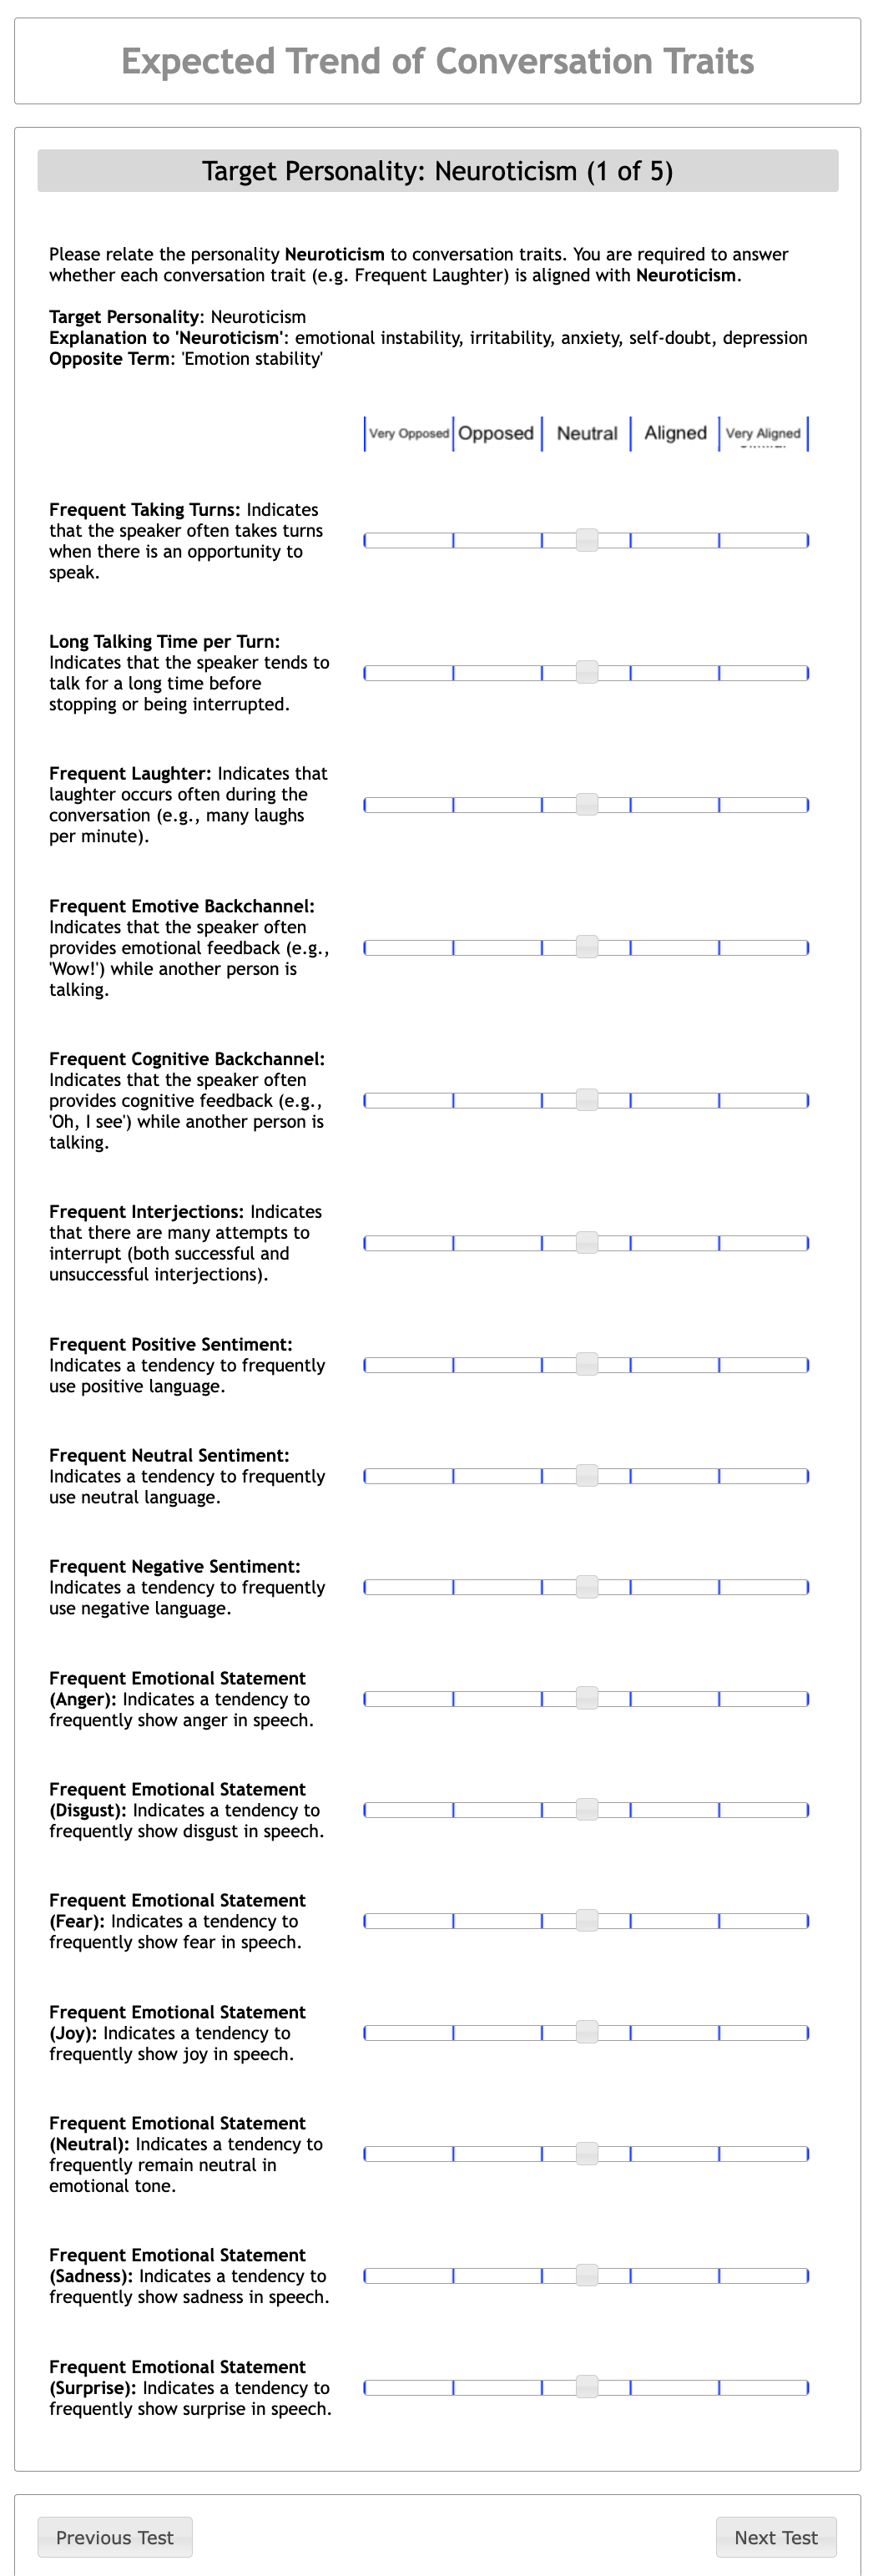 Expected Trend of Conversation Traits
Target Personality: Neuroticism (1 of 5)
Please relate the personality Neuroticism to conversation traits. You are required to answer
whether each conversation trait (e.g. Frequent Laughter) is aligned with Neuroticism.
Target Personality: Neuroticism
Explanation to 'Neuroticism': emotional instability, irritability, anxiety, self-doubt, depression
Opposite Term: 'Emotion stability'
Very Opposed Opposed Neutral Aligned Very Aligned
Frequent Taking Turns: Indicates
that the speaker often takes turns
when there is an opportunity to
speak.
Long Talking Time per Turn:
Indicates that the speaker tends to
talk for a long time before
stopping or being interrupted.
Frequent Laughter: Indicates that
laughter occurs often during the
conversation (e.g., many laughs
per minute).
Frequent Emotive Backchannel:
Indicates that the speaker often
provides emotional feedback (e.g.,
'Wow!') while another person is
talking.
Frequent Cognitive Backchannel:
Indicates that the speaker often
provides cognitive feedback (e.g.,
'Oh, I see') while another person is
talking.
Frequent Interjections: Indicates
that there are many attempts to
interrupt (both successful and
unsuccessful interjections).
Frequent Positive Sentiment:
Indicates a tendency to frequently
use positive language.
Frequent Neutral Sentiment:
Indicates a tendency to frequently
use neutral language.
Frequent Negative Sentiment:
Indicates a tendency to frequently
use negative language.
Frequent Emotional Statement
(Anger): Indicates a tendency to
frequently show anger in speech.
Frequent Emotional Statement
(Disgust): Indicates a tendency to
frequently show disgust in speech.
Frequent Emotional Statement
(Fear): Indicates a tendency to
frequently show fear in speech.
Frequent Emotional Statement
(Joy): Indicates a tendency to
frequently show joy in speech.
Frequent Emotional Statement
(Neutral): Indicates a tendency to
frequently remain neutral in
emotional tone.
Frequent Emotional Statement
(Sadness): Indicates a tendency to
frequently show sadness in speech.
Frequent Emotional Statement
(Surprise): Indicates a tendency to
frequently show surprise in speech.
Previous Test Next Test